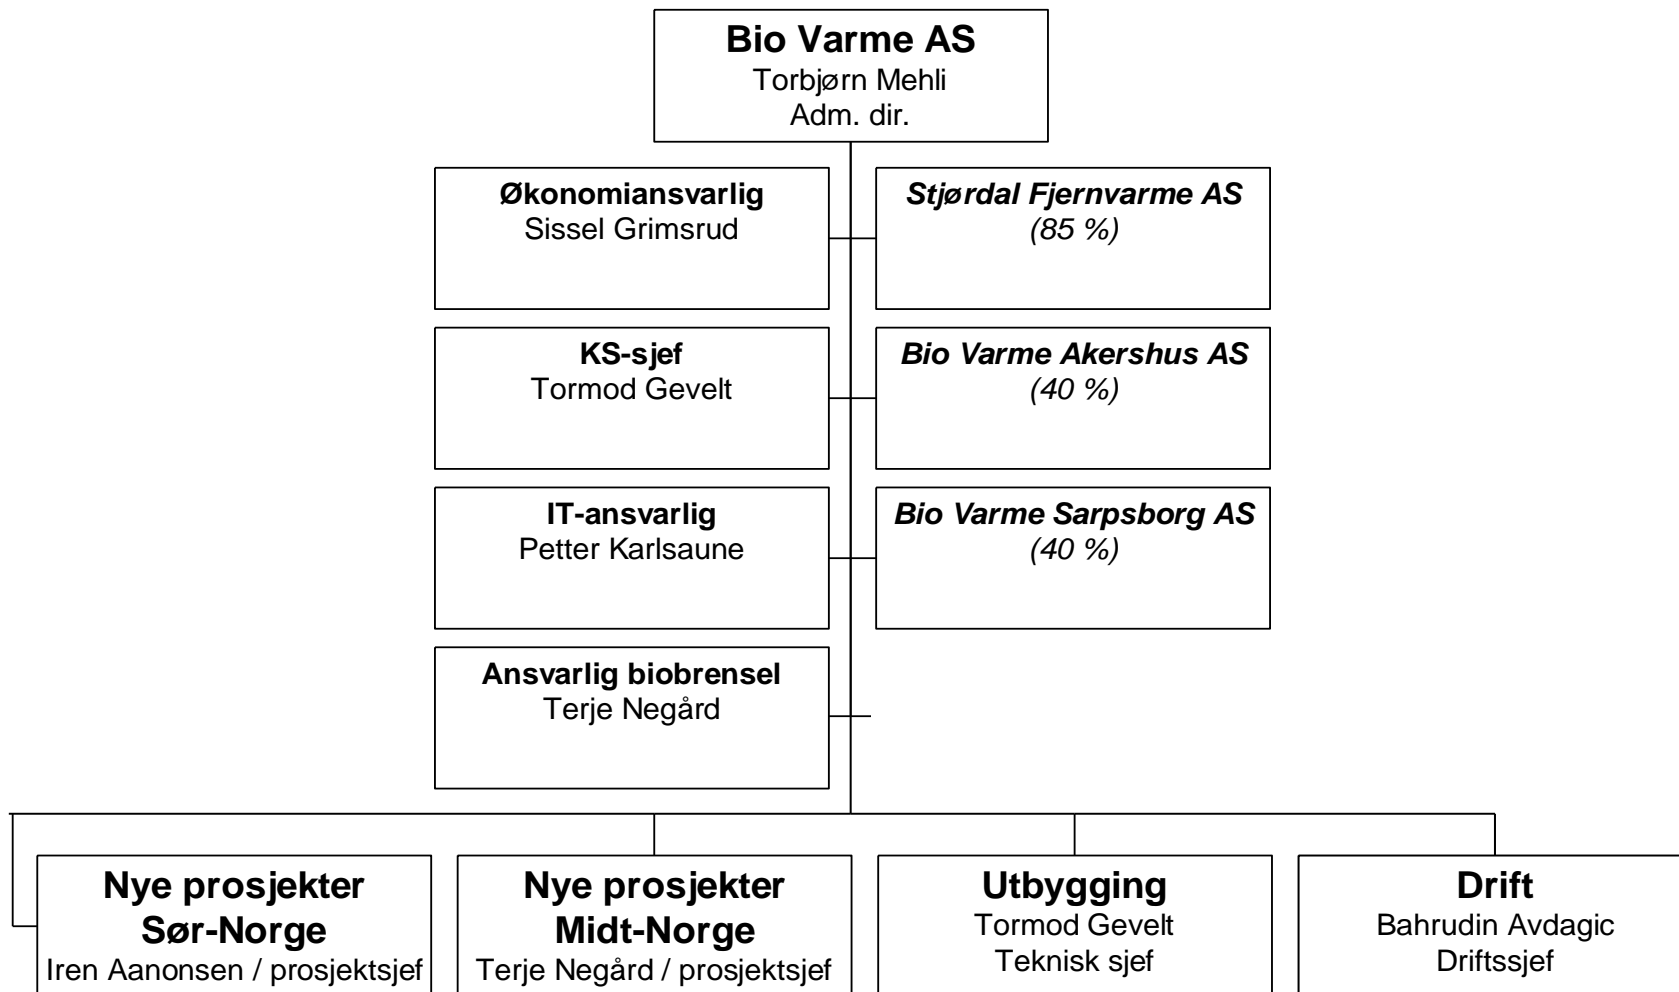 Bio Varme AS
Torbjørn Mehli
Adm. dir.
Økonomiansvarlig
Sissel Grimsrud
Stjørdal Fjernvarme AS
(85 %)
KS-sjef
Tormod Gevelt
Bio Varme Akershus AS
(40 %)
IT-ansvarlig
Petter Karlsaune
Bio Varme Sarpsborg AS
(40 %)
Ansvarlig biobrensel
Terje Negård
Nye prosjekter
Sør-Norge
Iren Aanonsen / prosjektsjef
Nye prosjekter
Midt-Norge
Terje Negård / prosjektsjef
Utbygging
Tormod Gevelt
Teknisk sjef
Drift
Bahrudin Avdagic
Driftssjef